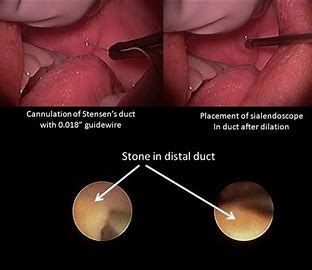 Cannulation of Stensen's duct
with 0.018" guidewire
Placement of sialendoscope
In duct after dilation
Stone in distal duct